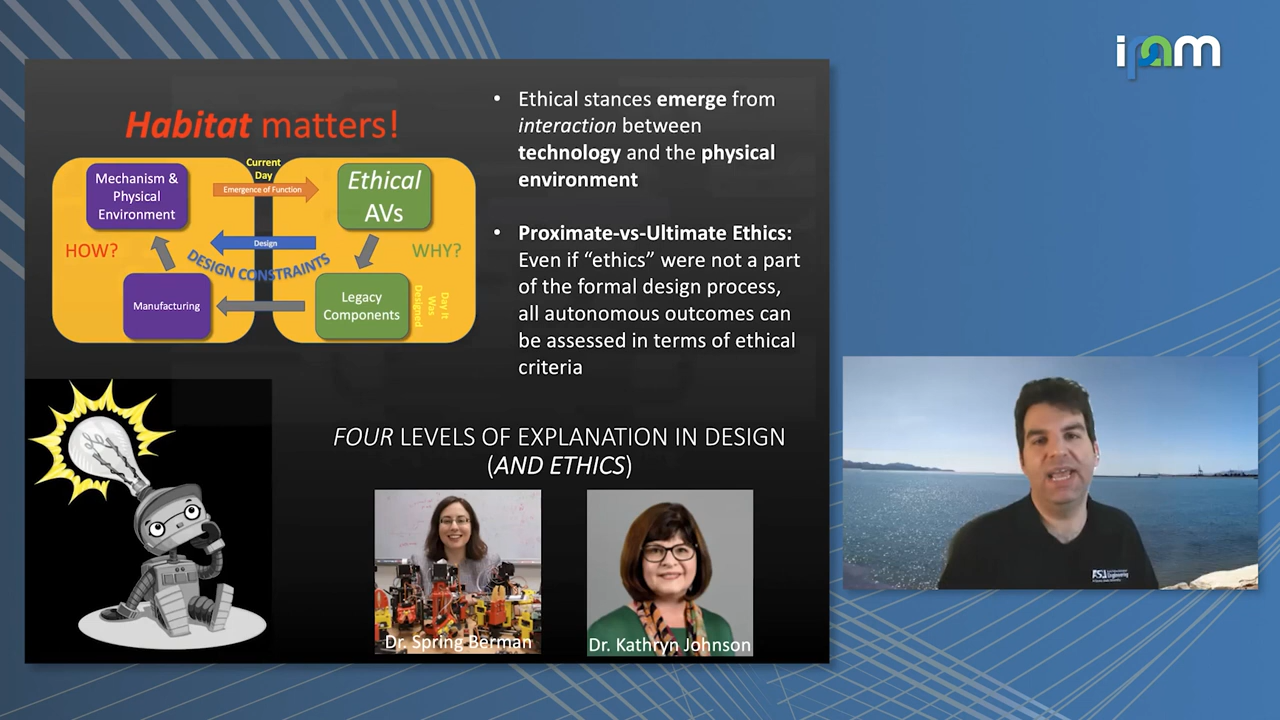 ipam
Habitat matters!
Current
Day
Mechanism &
Physical
Environment
Emergence of Function
Ethical
AVs
HOW?
Design
WHY?
DESIGN CONSTRAINTS
Manufacturing
Legacy
Components
Day It
Was
Designed
• Ethical stances emerge from
interaction between
technology and the physical
environment
• Proximate-vs-Ultimate Ethics:
Even if “ethics” were not a part
of the formal design process,
all autonomous outcomes can
be assessed in terms of ethical
criteria
FOUR LEVELS OF EXPLANATION IN DESIGN
(AND ETHICS)
Dr. Spring Berman
Dr. Kathryn Johnson
ASU
Engineering